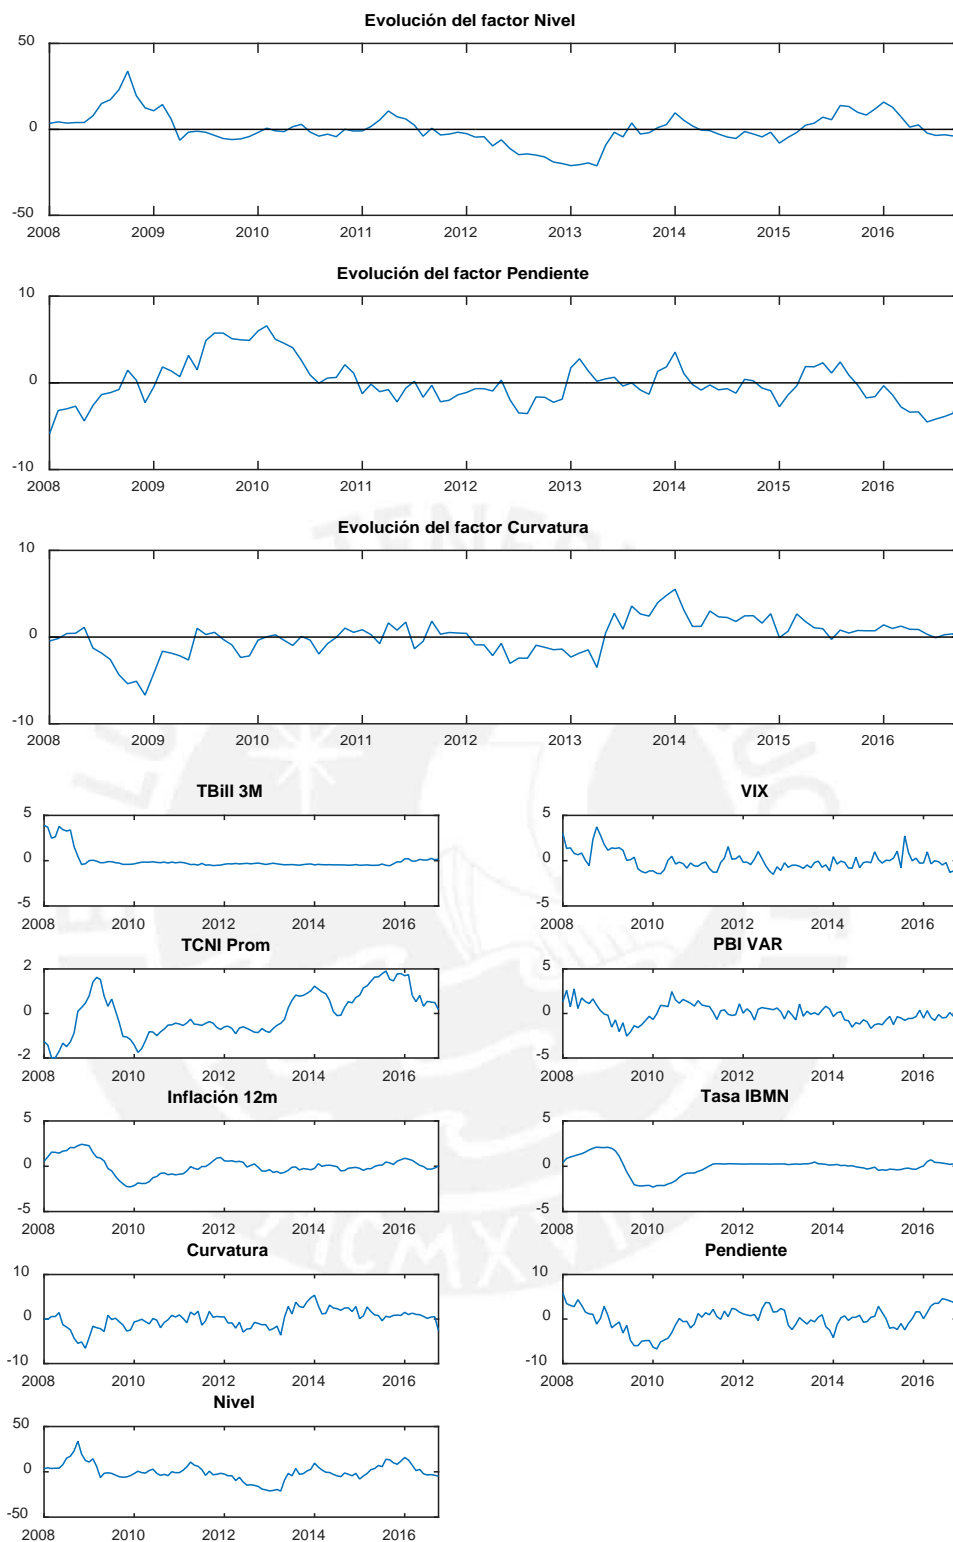 Evolución del factor Nivel
50
0
-50
2008 2009 2010 2011 2012 2013 2014 2015 2016
Evolución del factor Pendiente
10
0
-10
2008 2009 2010 2011 2012 2013 2014 2015 2016
Evolución del factor Curvatura
10
0
-10
2008 2009 2010 2011 2012 2013 2014 2015 2016
TBill 3M
5
0
-5
2008 2010 2012 2014 2016
VIX
5
0
-5
2008 2010 2012 2014 2016
TCNI Prom
2
0
-2
2008 2010 2012 2014 2016
PBI VAR
5
0
-5
2008 2010 2012 2014 2016
Inflación 12m
5
0
-5
2008 2010 2012 2014 2016
Tasa IBMN
5
0
-5
2008 2010 2012 2014 2016
Curvatura
10
0
-10
2008 2010 2012 2014 2016
Pendiente
10
0
-10
2008 2010 2012 2014 2016
Nivel
50
0
-50
2008 2010 2012 2014 2016